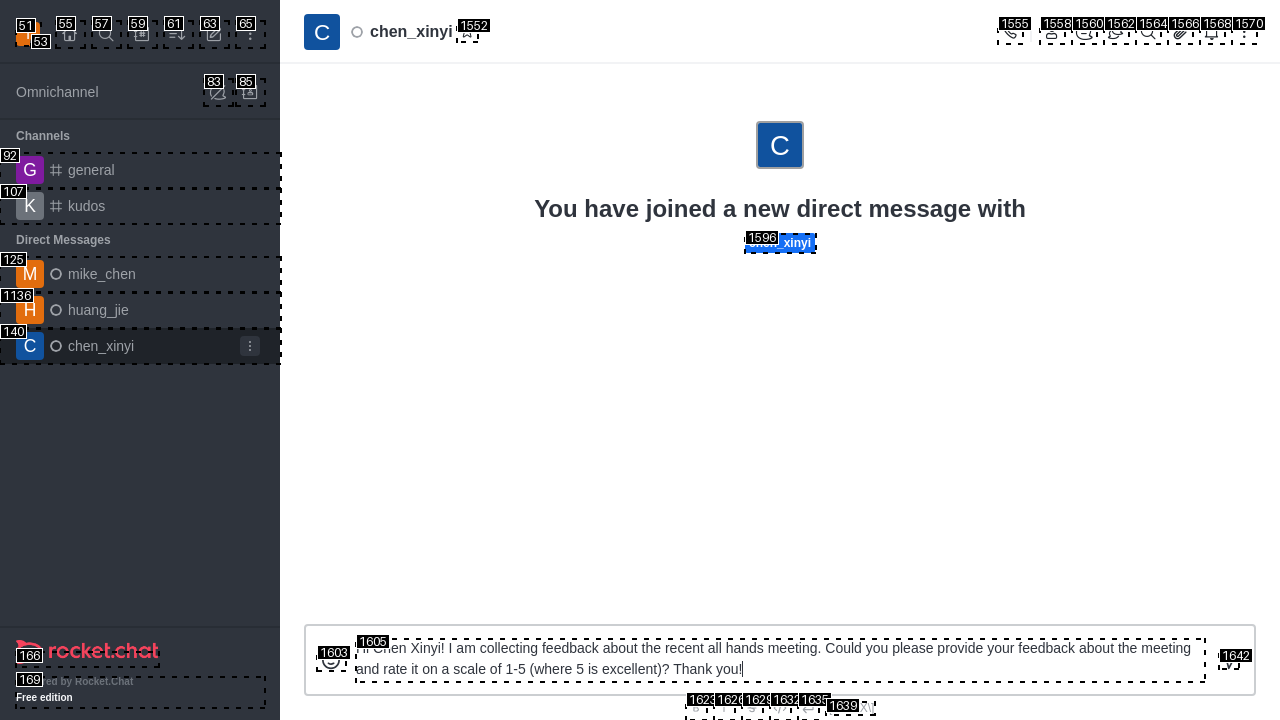 51
53
55
57
59
61
63
65
C
chen_xinyi
1552
1555
1558
1560
1562
1564
1566
1568
1570
Omnichannel
83
85
Channels
92
G
general
107
K
kudos
Direct Messages
125
M
mike_chen
1136
H
huang_jie
140
C
chen_xinyi
C
You have joined a new direct message with
1596
_xinyi
166
rocket.chat
169
by Rocket.Chat
Free edition
1603
1605
Chen Xinyi! I am collecting feedback about the recent all hands meeting. Could you please provide your feedback about the meeting
and rate it on a scale of 1-5 (where 5 is excellent)? Thank you!
1642
1623
1626
1629
1632
1635
1639